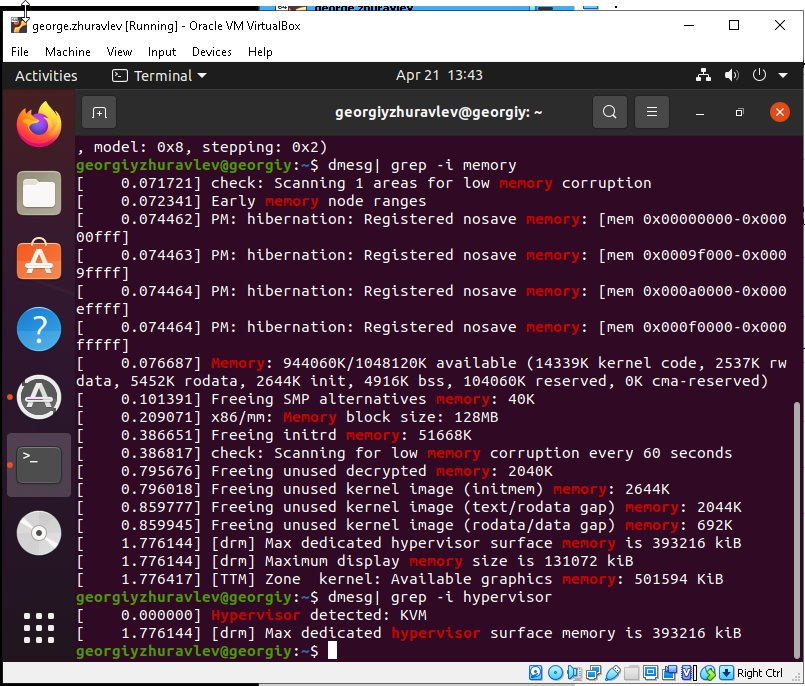 george.zhuravlev
george.zhuravlev [Running] - Oracle VM VirtualBox
File Machine View Input Devices Help
Activities Terminal Apr 21 13:43
georgiyzhuravlev@georgiy: ~
, model: 0x8, stepping: 0x2)
georgiyzhuravlev@georgiy:~$ dmesg| grep -i memory
[    0.071721] check: Scanning 1 areas for low memory corruption
[    0.072341] Early memory node ranges
[    0.074462] PM: hibernation: Registered nosave memory: [mem 0x00000000-0x000
00fff]
[    0.074463] PM: hibernation: Registered nosave memory: [mem 0x0009f000-0x000
9ffff]
[    0.074464] PM: hibernation: Registered nosave memory: [mem 0x000a0000-0x000
effff]
[    0.074464] PM: hibernation: Registered nosave memory: [mem 0x000f0000-0x000
fffff]
[    0.076687] Memory: 944060K/1048120K available (14339K kernel code, 2537K rw
data, 5452K rodata, 2644K init, 4916K bss, 104060K reserved, 0K cma-reserved)
[    0.101391] Freeing SMP alternatives memory: 40K
[    0.209071] x86/mm: Memory block size: 128MB
[    0.386651] Freeing initrd memory: 51668K
[    0.386817] check: Scanning for low memory corruption every 60 seconds
[    0.795676] Freeing unused decrypted memory: 2040K
[    0.796018] Freeing unused kernel image (initmem) memory: 2644K
[    0.859777] Freeing unused kernel image (text/rodata gap) memory: 2044K
[    0.859945] Freeing unused kernel image (rodata/data gap) memory: 692K
[    1.776144] [drm] Max dedicated hypervisor surface memory is 393216 kiB
[    1.776144] [drm] Maximum display memory size is 131072 kiB
[    1.776417] [TTM] Zone  kernel: Available graphics memory: 501594 KiB
georgiyzhuravlev@georgiy:~$ dmesg| grep -i hypervisor
[    0.000000] Hypervisor detected: KVM
[    1.776144] [drm] Max dedicated hypervisor surface memory is 393216 kiB
georgiyzhuravlev@georgiy:~$
Right Ctrl